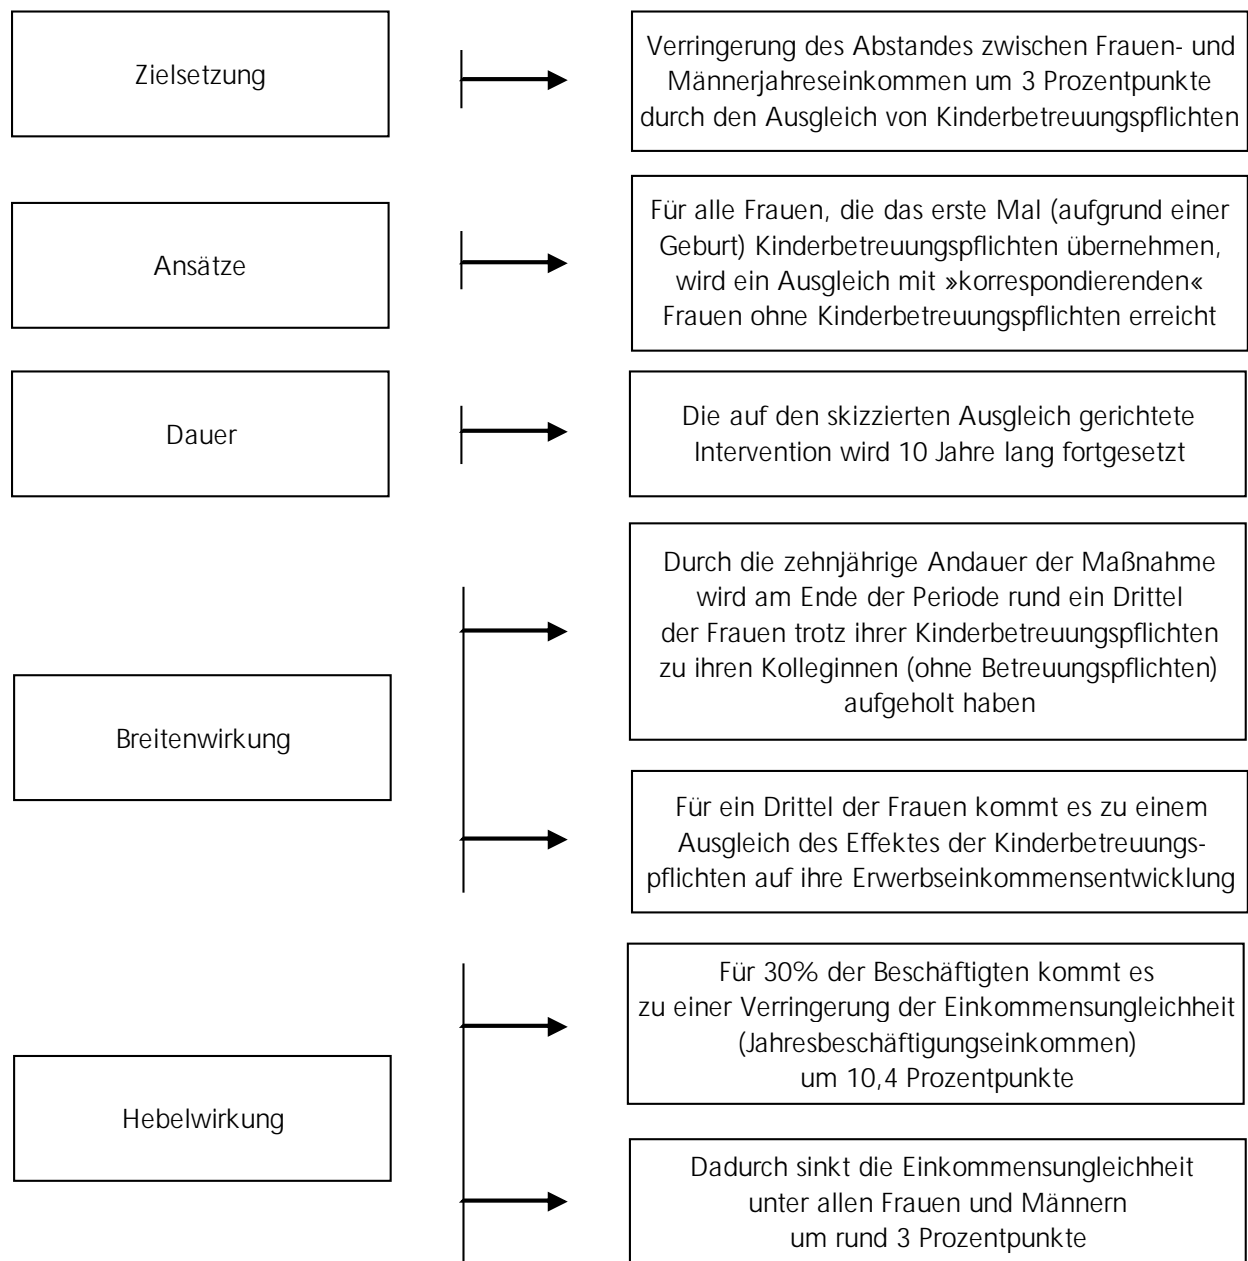 Zielsetzung
Verringerung des Abstandes zwischen Frauen- und
Männerjahreseinkommen um 3 Prozentpunkte
durch den Ausgleich von Kinderbetreuungspflichten
Ansätze
Für alle Frauen, die das erste Mal (aufgrund einer
Geburt) Kinderbetreuungspflichten übernehmen,
wird ein Ausgleich mit »korrespondierenden«
Frauen ohne Kinderbetreuungspflichten erreicht
Dauer
Die auf den skizzierten Ausgleich gerichtete
Intervention wird 10 Jahre lang fortgesetzt
Breitenwirkung
Durch die zehnjährige Andauer der Maßnahme
wird am Ende der Periode rund ein Drittel
der Frauen trotz ihrer Kinderbetreuungspflichten
zu ihren Kolleginnen (ohne Betreuungspflichten)
aufgeholt haben
Für ein Drittel der Frauen kommt es zu einem
Ausgleich des Effektes der Kinderbetreuungs-
pflichten auf ihre Erwerbseinkommensentwicklung
Hebelwirkung
Für 30% der Beschäftigten kommt es
zu einer Verringerung der Einkommensungleichheit
(Jahresbeschäftigungseinkommen)
um 10,4 Prozentpunkte
Dadurch sinkt die Einkommensungleichheit
unter allen Frauen und Männern
um rund 3 Prozentpunkte